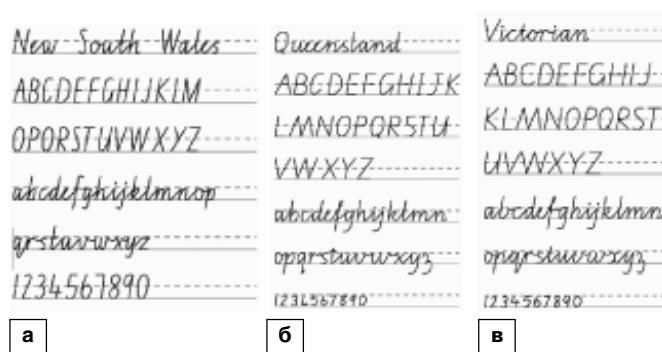 New South Wales
ABCDEFGHIJKLM
OPQRSTUVWXYZ
abcdefghijklmnop
qrstuvwxyz
1234567890
а
Queensland
ABCDEFGHIJK
LMNOPQRSTU
VWXYZ
abcdefghijklmn
opqrstuvwxyz
1234567890
б
Victorian
ABCDEFGHIJ
KLMNOPQRST
UVWXYZ
abcdefghijklmn
opqrstuvwxyz
1234567890
в